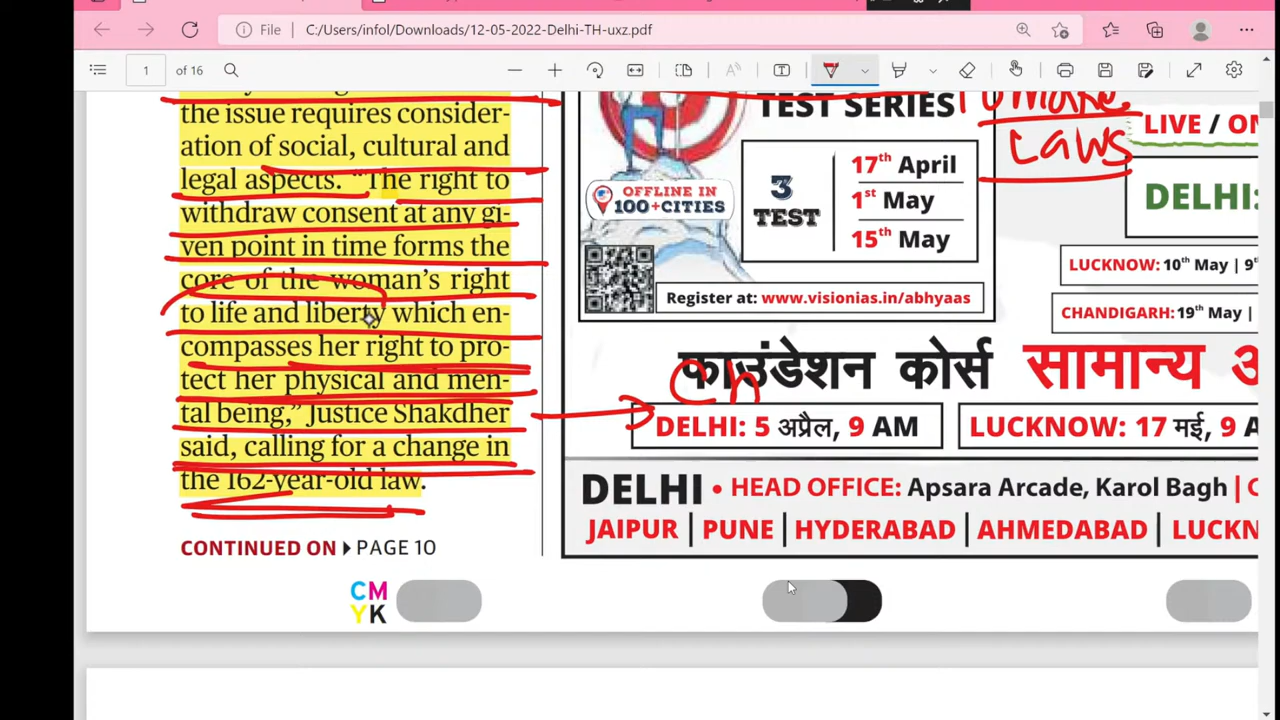 File
C:/Users/infol/Downloads/12-05-2022-Delhi-TH-uxz.pdf
1 of 16
the issue requires consider-
ation of social, cultural and
legal aspects. “The right to
withdraw consent at any gi-
ven point in time forms the
core of the woman’s right
to life and liberty which en-
compasses her right to pro-
tect her physical and men-
tal being,” Justice Shakdher
said, calling for a change in
the 162-year-old law.
CONTINUED ON PAGE 10
CM
YK
TEST SERIES
OFFLINE IN
100+CITIES
3
TEST
17th April
1st May
15th May
Register at: www.visionias.in/abhyaas
to make
Laws
LIVE /
DELHI:
LUCKNOW: 10th May |
CHANDIGARH: 19th May |
फाउंडेशन कोर्स सामान्य
Ch
DELHI: 5 अप्रैल, 9 AM
LUCKNOW: 17 मई, 9
DELHI • HEAD OFFICE: Apsara Arcade, Karol Bagh |
JAIPUR | PUNE | HYDERABAD | AHMEDABAD |